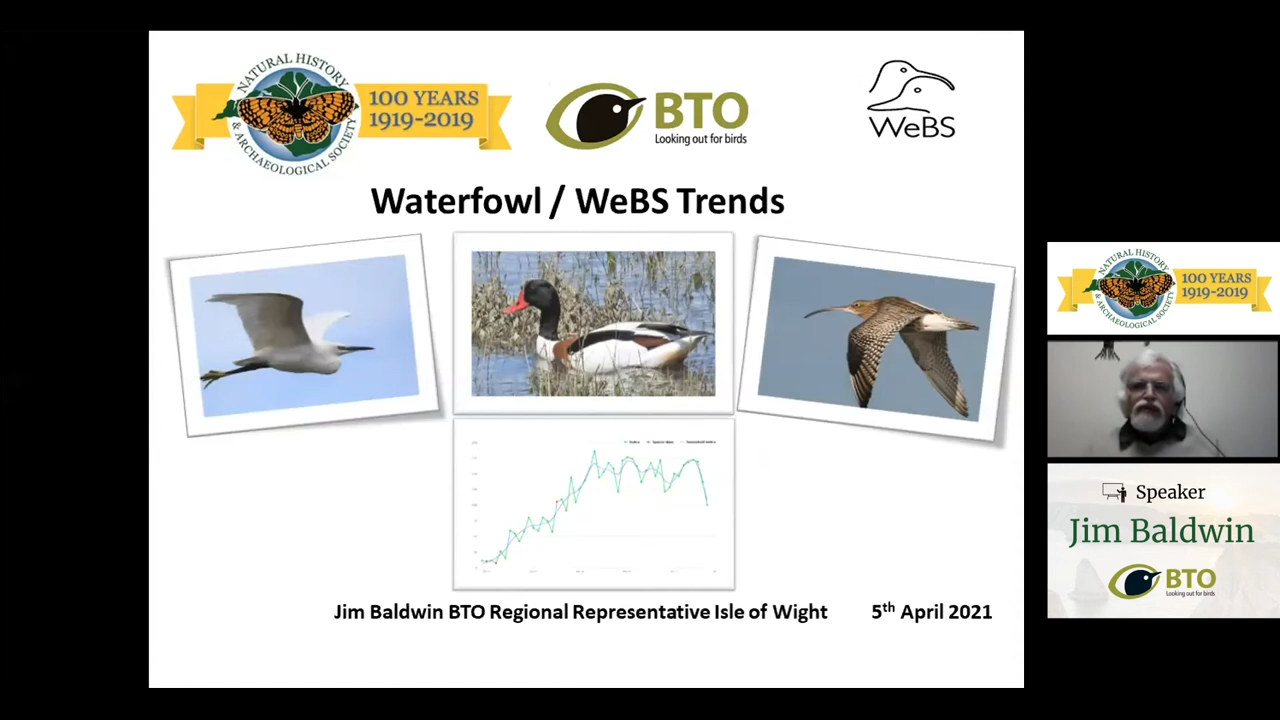 NATURAL HISTORY
& ARCHAEOLOGICAL SOCIETY
100 YEARS
1919-2019
BTO
Looking out for birds
WeBS
Waterfowl / WeBS Trends
Jim Baldwin BTO Regional Representative Isle of Wight
5th April 2021
NATURAL HISTORY
& ARCHAEOLOGICAL SOCIETY
100 YEARS
1919-2019
Speaker
Jim Baldwin
BTO
Looking out for birds